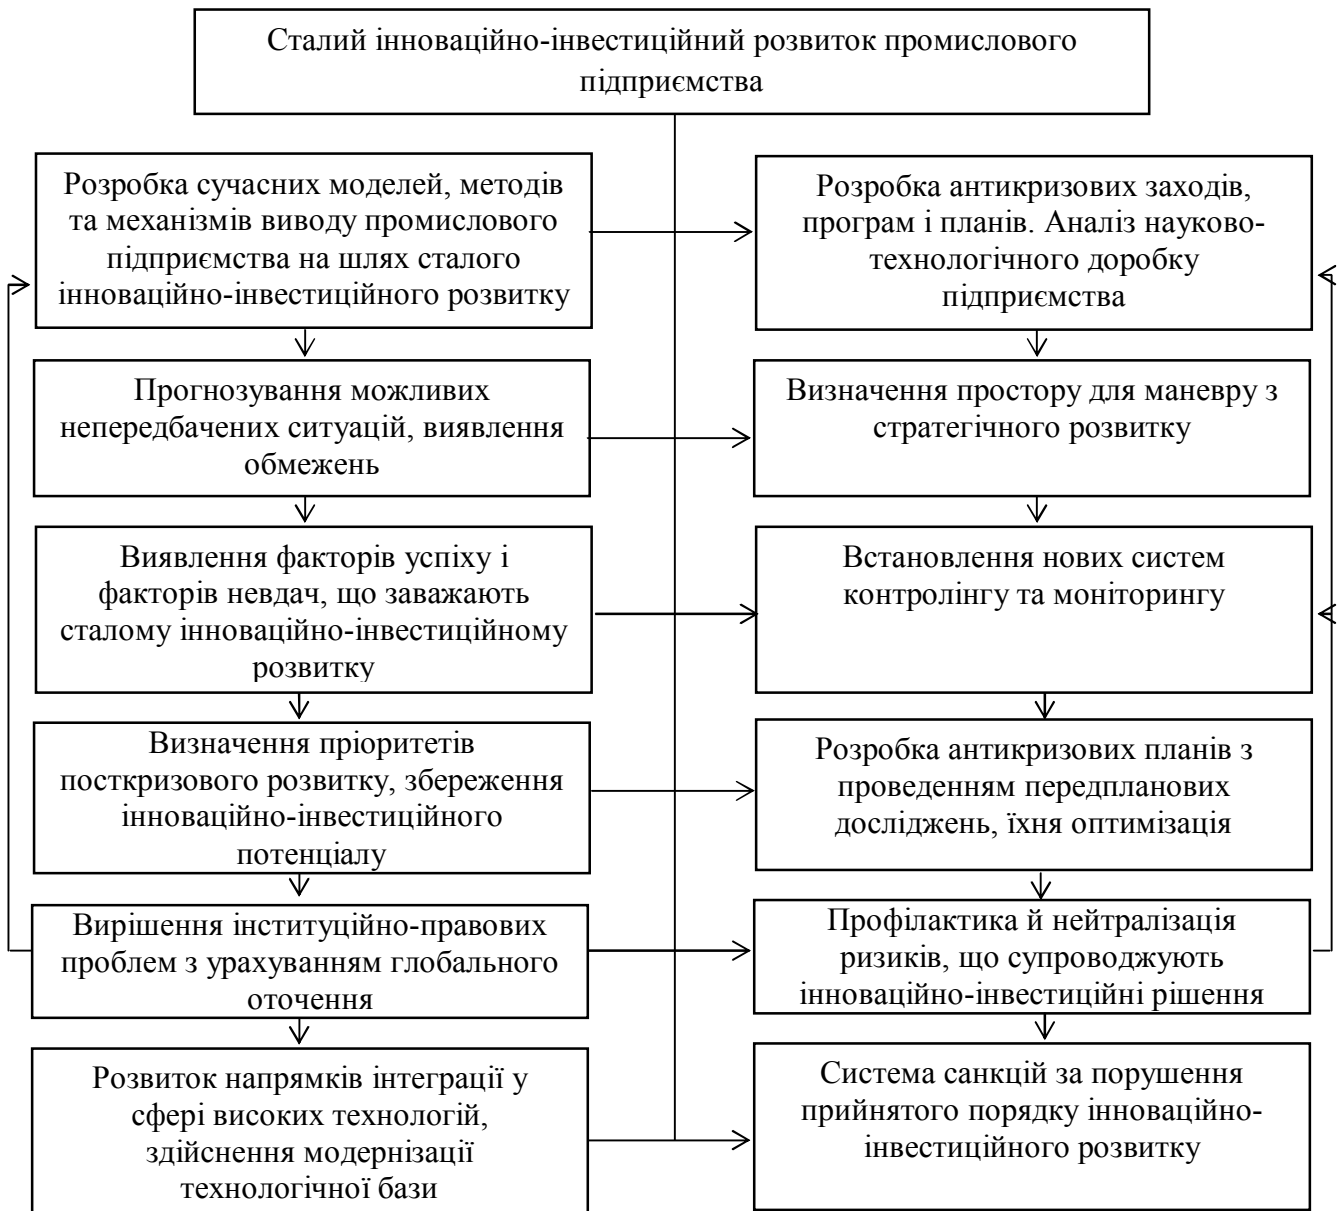 Сталий інноваційно-інвестиційний розвиток промислового
підприємства
Розробка сучасних моделей, методів
та механізмів виводу промислового
підприємства на шлях сталого
інноваційно-інвестиційного розвитку
Розробка антикризових заходів,
програм і планів. Аналіз науково-
технологічного доробку
підприємства
Прогнозування можливих
непередбачених ситуацій, виявлення
обмежень
Визначення простору для маневру з
стратегічного розвитку
Виявлення факторів успіху і
факторів невдач, що заважають
сталому інноваційно-інвестиційному
розвитку
Встановлення нових систем
контролінгу та моніторингу
Визначення пріоритетів
посткризового розвитку, збереження
інноваційно-інвестиційного
потенціалу
Розробка антикризових планів з
проведенням передпланових
досліджень, їхня оптимізація
Вирішення інституційно-правових
проблем з урахуванням глобального
оточення
Профілактика й нейтралізація
ризиків, що супроводжують
інноваційно-інвестиційні рішення
Розвиток напрямків інтеграції у
сфері високих технологій,
здійснення модернізації
технологічної бази
Система санкцій за порушення
прийнятого порядку інноваційно-
інвестиційного розвитку